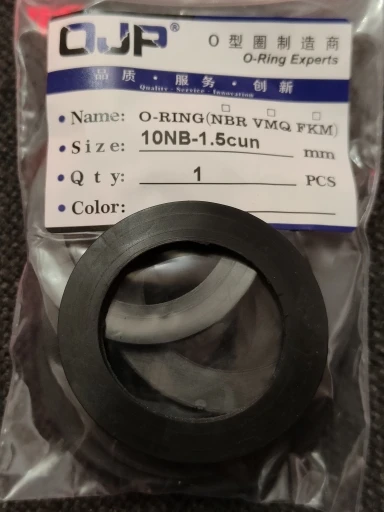 OJP® O型圈制造商
O-Ring Experts
品质·服务·创新
Quality · Service · Innovation
• Name: O-RING(□NBR □VMQ □FKM)
• Size: 10NB-1.5cun mm
• Qty: 1 PCS
• Color: